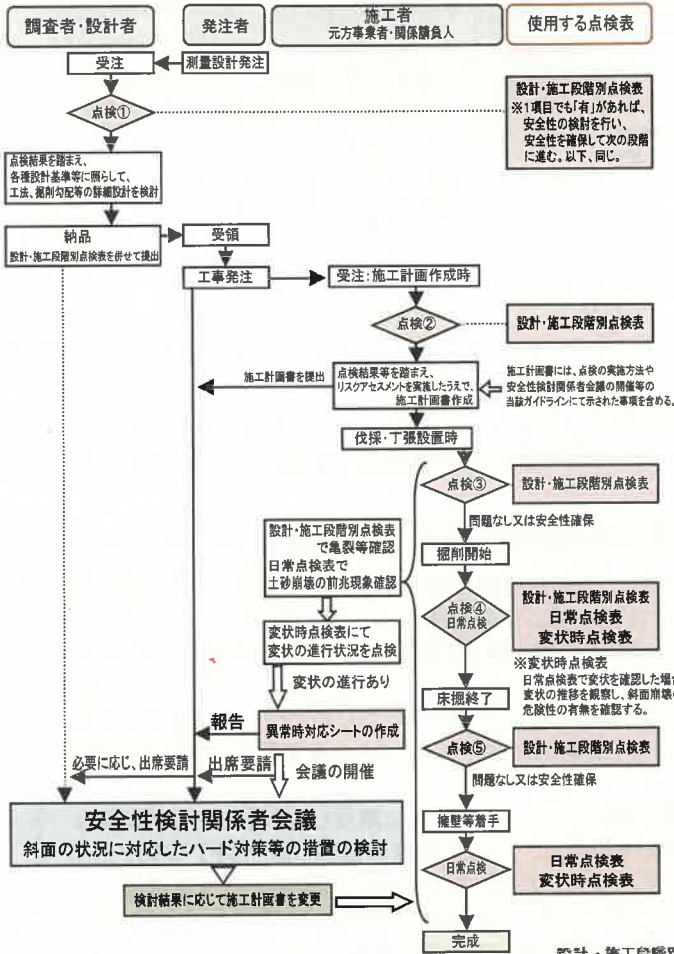 調査者・設計者
発注者
施工者
元方事業者・関係請負人
使用する点検表
受注
測量設計発注
点検①
設計・施工段階別点検表
※1項目でも「有」があれば、
安全性の検討を行い、
安全性を確保して次の段階
に進む。以下、同じ。
点検結果を踏まえ、
各種設計基準等に照らして、
工法、掘削勾配等の詳細設計を検討
納品
設計・施工段階別点検表を併せて提出
受領
工事発注
受注:施工計画作成時
点検②
設計・施工段階別点検表
施工計画書を提出
点検結果等を踏まえ、
リスクアセスメントを実施したうえで、
施工計画書作成
施工計画書には、点検の実施方法や
安全性検討関係者会議の開催等の
当該ガイドラインにて示された事項を含める。
伐採・丁張設置時
点検③
設計・施工段階別点検表
問題なし又は安全性確保
設計・施工段階別点検表
で亀裂等確認
日常点検表で
土砂崩壊の前兆現象確認
掘削開始
点検④
日常点検
設計・施工段階別点検表
日常点検表
変状時点検表
変状時点検表にて
変状の進行状況を点検
※変状時点検表
日常点検表で変状を確認した場合
変状の推移を観察し、斜面崩壊の
危険性の有無を確認する。
変状の進行あり
床掘終了
報告
異常時対応シートの作成
点検⑤
設計・施工段階別点検表
必要に応じ、出席要請
出席要請
会議の開催
問題なし又は安全性確保
安全性検討関係者会議
斜面の状況に対応したハード対策等の措置の検討
擁壁等着手
日常点検
日常点検表
変状時点検表
検討結果に応じて施工計画書を変更
完成
設計・施工段階別